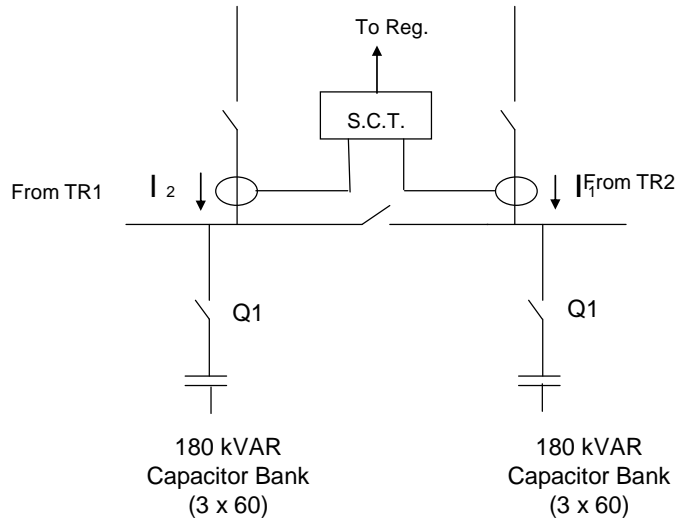 To Reg.
S.C.T.
From TR1
I 2
I1
From TR2
Q1
Q1
180 kVAR
Capacitor Bank
(3 x 60)
180 kVAR
Capacitor Bank
(3 x 60)